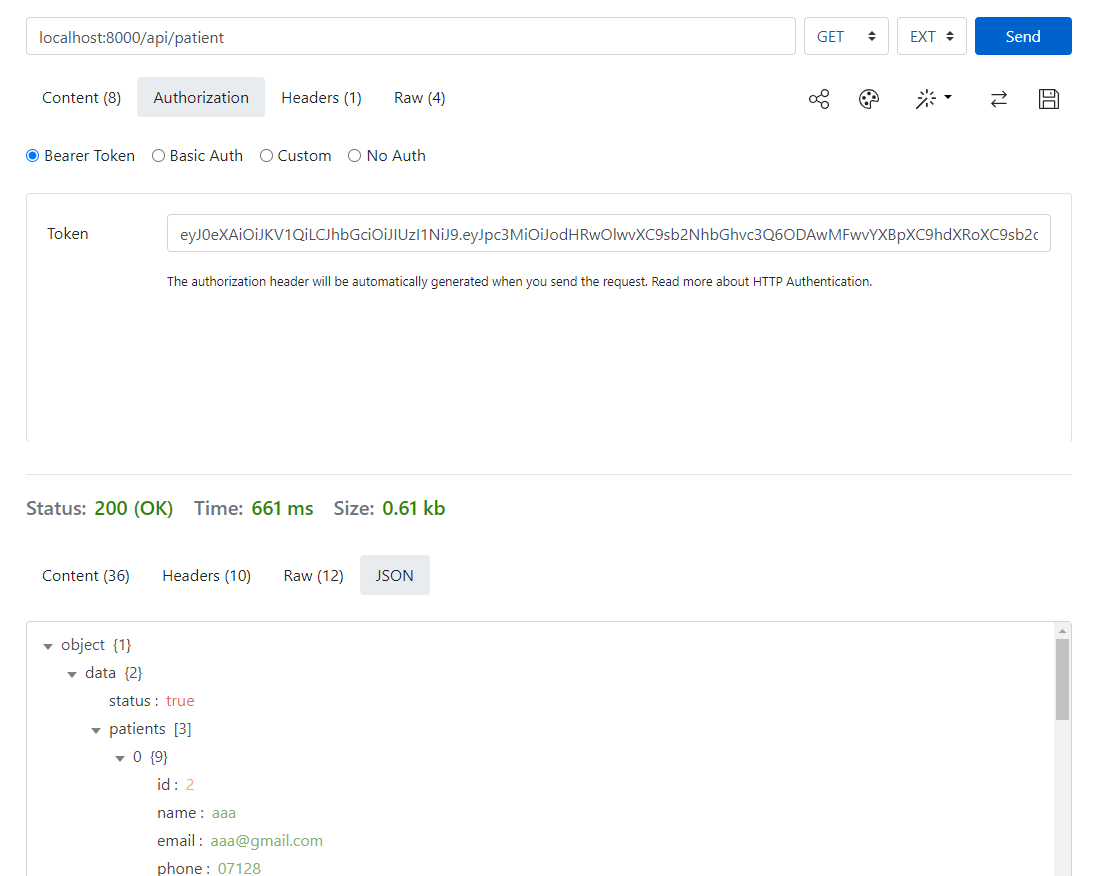 localhost:8000/api/patient GET EXT Send
Content (8) Authorization Headers (1) Raw (4)
Bearer Token Basic Auth Custom No Auth
Token eyJ0eXAiOiJKV1QiLCJhbGciOiJIUzI1NiJ9.eyJpc3MiOiJodHRwOlwvXC9sb2NhbGhvc3Q6ODAwMFwvYXBpXC9hdXRoXC9sb2c
The authorization header will be automatically generated when you send the request. Read more about HTTP Authentication.
Status: 200 (OK) Time: 661 ms Size: 0.61 kb
Content (36) Headers (10) Raw (12) JSON
object {1}
data {2}
status : true
patients [3]
0 {9}
id : 2
name : aaa
email : aaa@gmail.com
phone : 07128